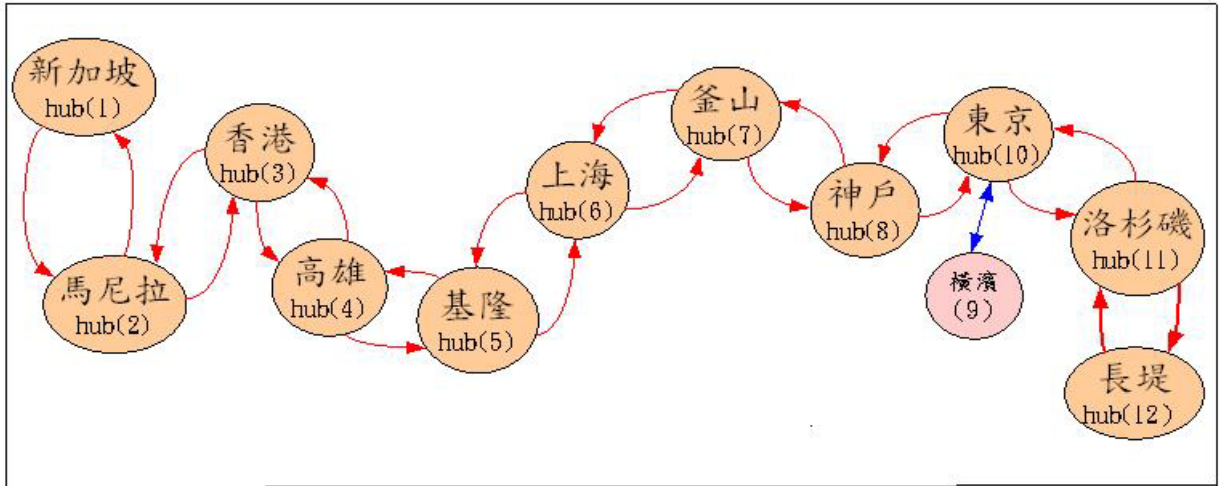 新加坡
hub(1)
馬尼拉
hub(2)
香港
hub(3)
高雄
hub(4)
基隆
hub(5)
上海
hub(6)
釜山
hub(7)
神戶
hub(8)
橫濱
(9)
東京
hub(10)
洛杉磯
hub(11)
長堤
hub(12)